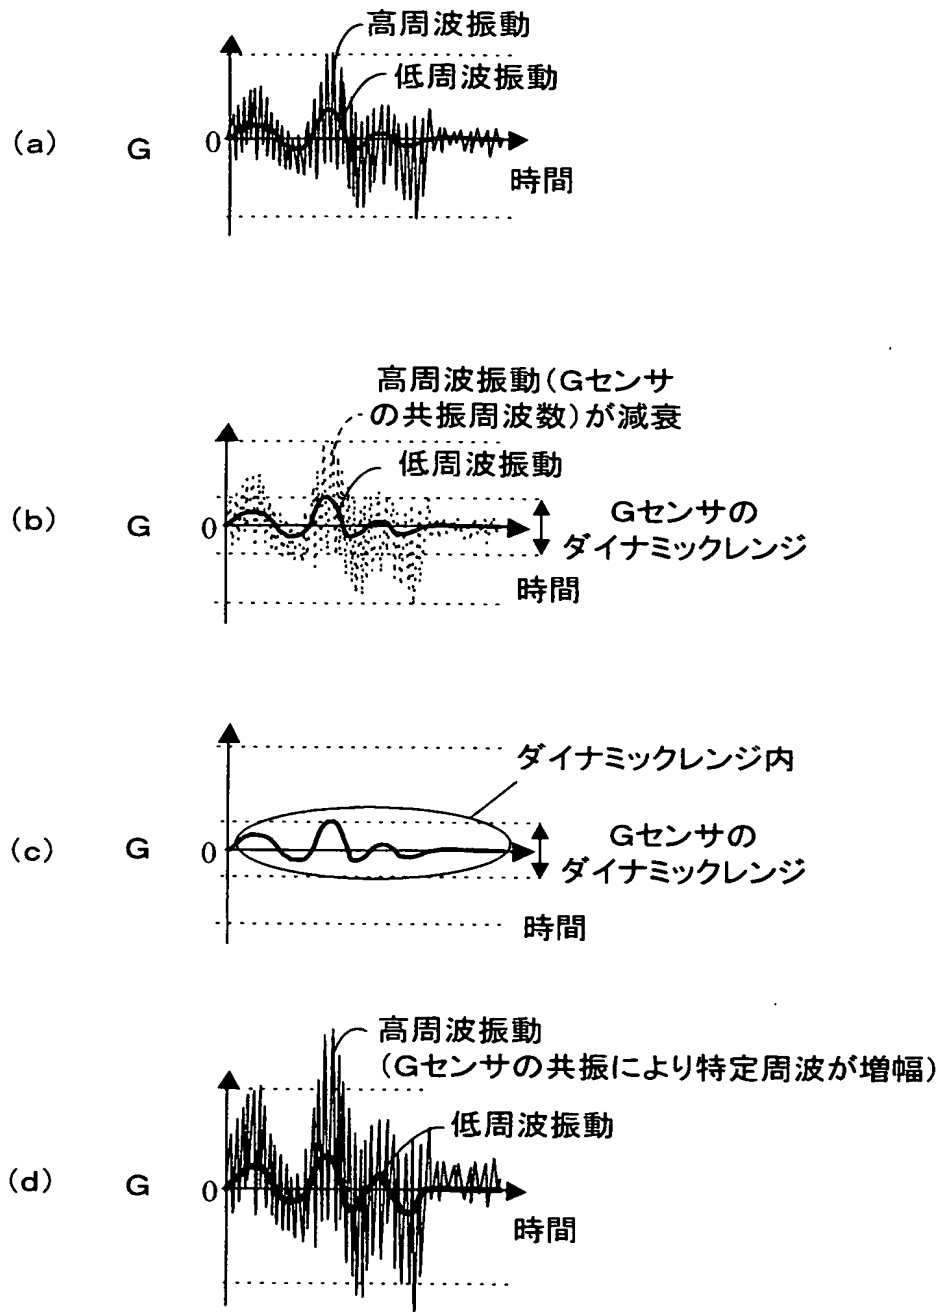 高周波振動
低周波振動
(a)
G
0
時間
高周波振動(Gセンサ
の共振周波数)が減衰
低周波振動
(b)
G
0
Gセンサの
ダイナミックレンジ
時間
ダイナミックレンジ内
(c)
G
0
Gセンサの
ダイナミックレンジ
時間
高周波振動
(Gセンサの共振により特定周波が増幅)
低周波振動
(d)
G
0
時間